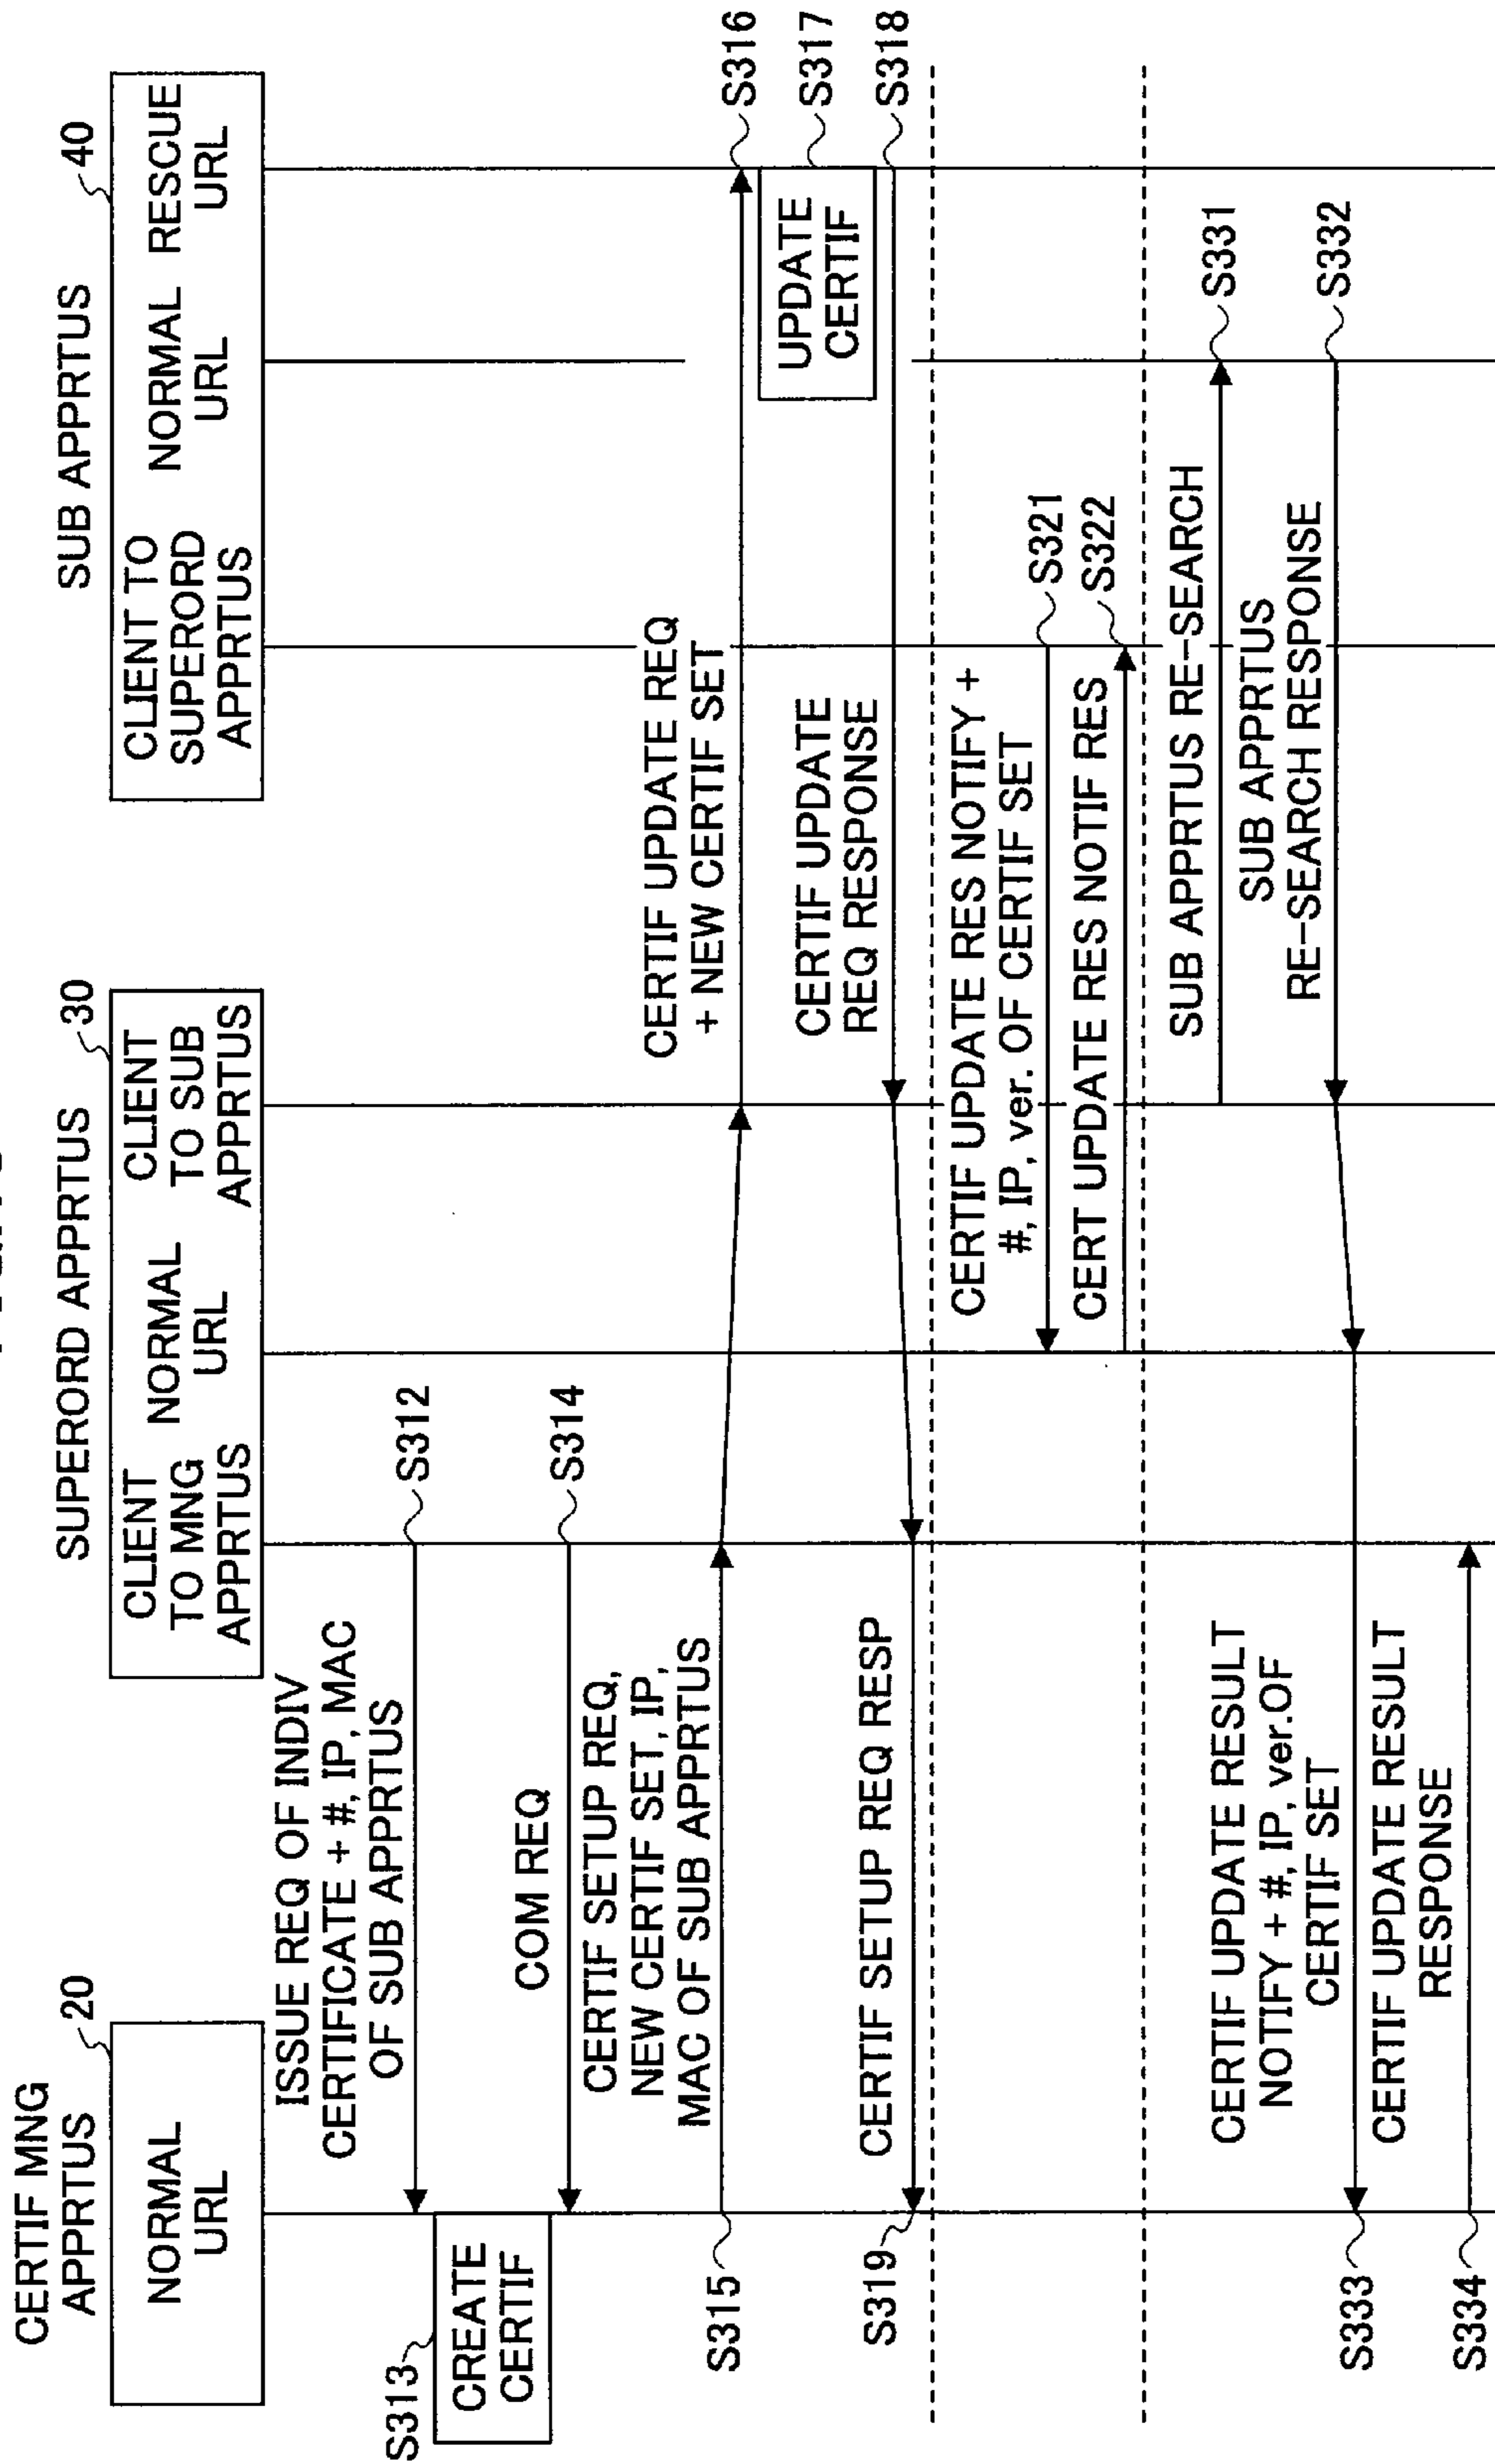 CERTIF MNG
APPRTUS
20
NORMAL
URL
SUPERORD APPRTUS
30
CLIENT
TO MNG
APPRTUS
NORMAL
URL
CLIENT
TO SUB
APPRTUS
SUB APPRTUS
40
CLIENT TO
SUPERORD
APPRTUS
NORMAL
URL
RESCUE
URL
ISSUE REQ OF INDIV
CERTIFICATE + #, IP, MAC
OF SUB APPRTUS
S312
S313
CREATE
CERTIF
COM REQ
S314
CERTIF SETUP REQ,
NEW CERTIF SET, IP,
MAC OF SUB APPRTUS
S315
CERTIF UPDATE REQ
+ NEW CERTIF SET
S316
UPDATE
CERTIF
S317
CERTIF UPDATE
REQ RESPONSE
S318
CERTIF SETUP REQ RESP
S319
CERTIF UPDATE RES NOTIFY +
#, IP, ver. OF CERTIF SET
S321
CERT UPDATE RES NOTIF RES
S322
SUB APPRTUS RE-SEARCH
S331
SUB APPRTUS
RE-SEARCH RESPONSE
S332
CERTIF UPDATE RESULT
NOTIFY + #, IP, ver.OF
CERTIF SET
S333
CERTIF UPDATE RESULT
RESPONSE
S334